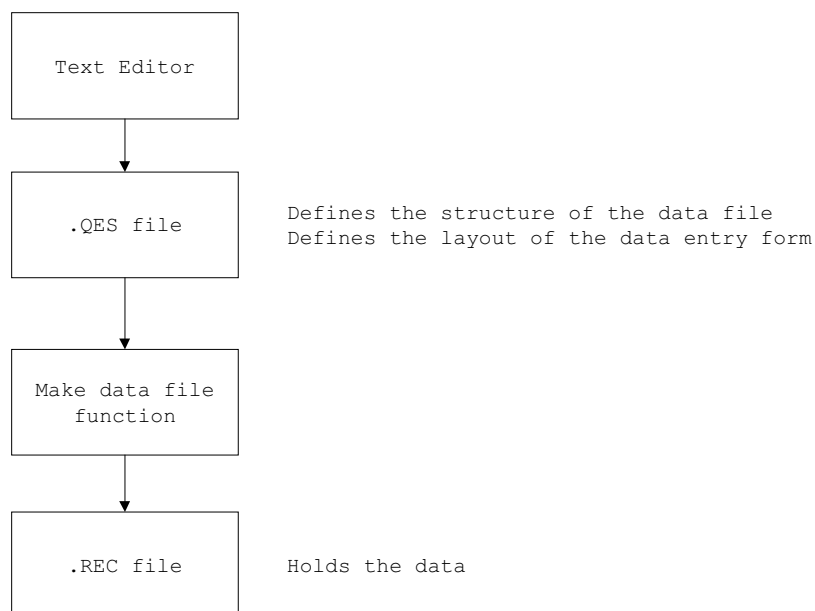 Text Editor
.QES file
Defines the structure of the data file
Defines the layout of the data entry form
Make data file
function
.REC file
Holds the data